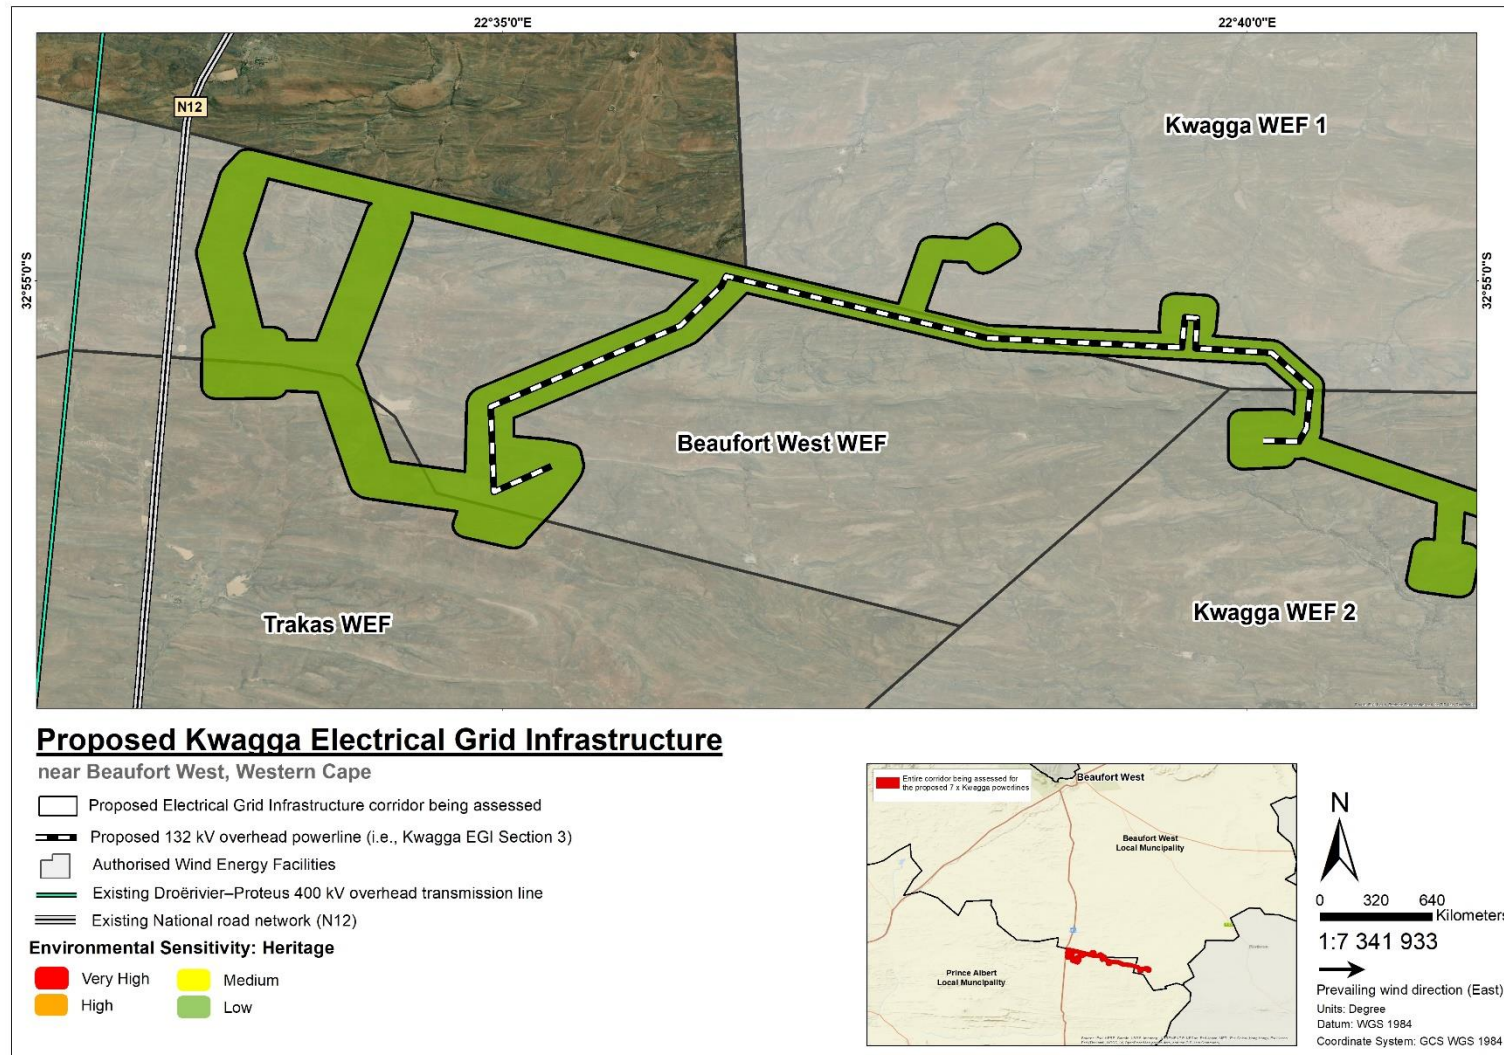 22°35'0"E
22°40'0"E
N12
Kwagga WEF 1
32°55'0"S
32°55'0"S
Beaufort West WEF
Trakas WEF
Kwagga WEF 2
Proposed Kwagga Electrical Grid Infrastructure
near Beaufort West, Western Cape
Proposed Electrical Grid Infrastructure corridor being assessed
Proposed 132 kV overhead powerline (i.e., Kwagga EGI Section 3)
Authorised Wind Energy Facilities
Existing Droërivier–Proteus 400 kV overhead transmission line
Existing National road network (N12)
Environmental Sensitivity: Heritage
Very High
Medium
High
Low
Entire corridor being assessed for
the proposed 7 x Kwagga powerlines
Beaufort West
Beaufort West
Local Muncipality
Prince Albert
Local Muncipality
N
0 320 640
Kilometers
1:7 341 933
Prevailing wind direction (East)
Units: Degree
Datum: WGS 1984
Coordinate System: GCS WGS 1984